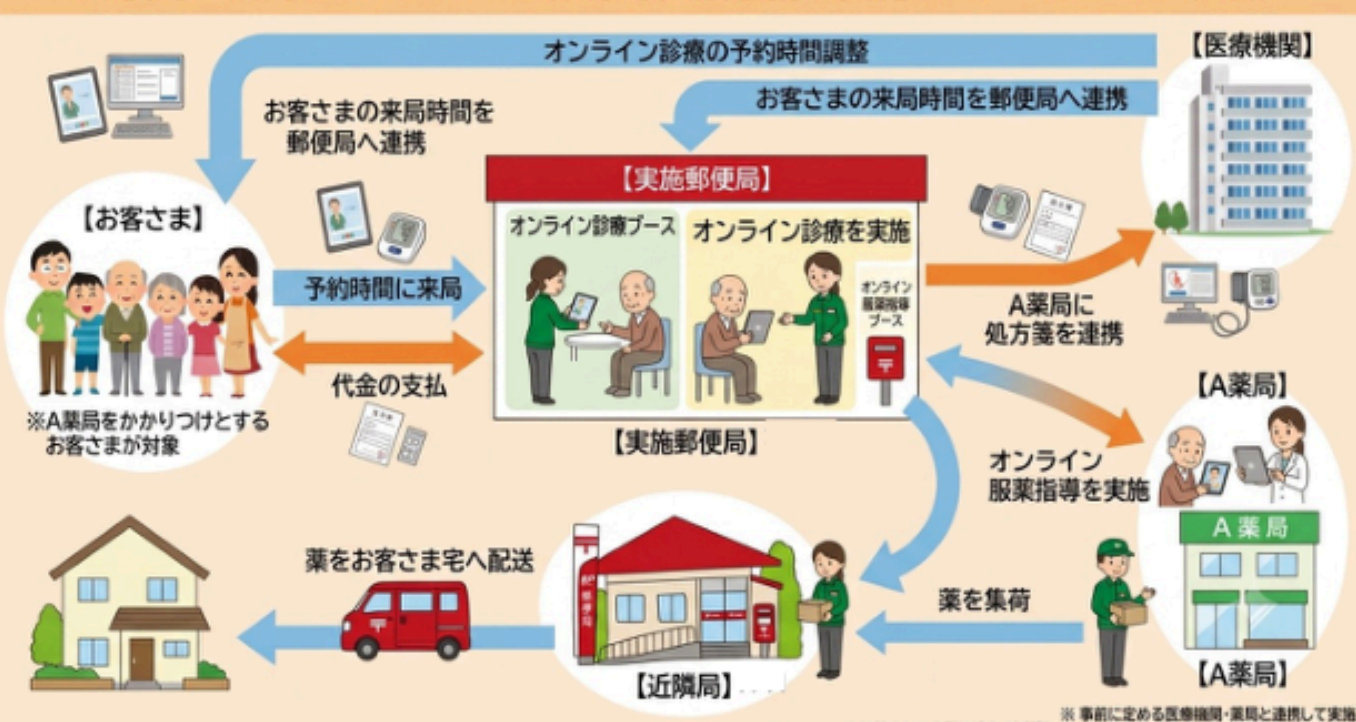 オンライン診療の予約時間調整
【医療機関】
お客さまの来局時間を
郵便局へ連携
お客さまの来局時間を郵便局へ連携
【実施郵便局】
【お客さま】
オンライン診療ブース
オンライン診療を実施
オンライン
服薬指導
ブース
予約時間に来局
A薬局に
処方箋を連携
代金の支払
※A薬局をかかりつけとする
お客さまが対象
【実施郵便局】
【A薬局】
オンライン
服薬指導を実施
A薬局
薬をお客さま宅へ配送
薬を集荷
【近隣局】
【A薬局】
※ 事前に定める医療機関・薬局と連携して実施